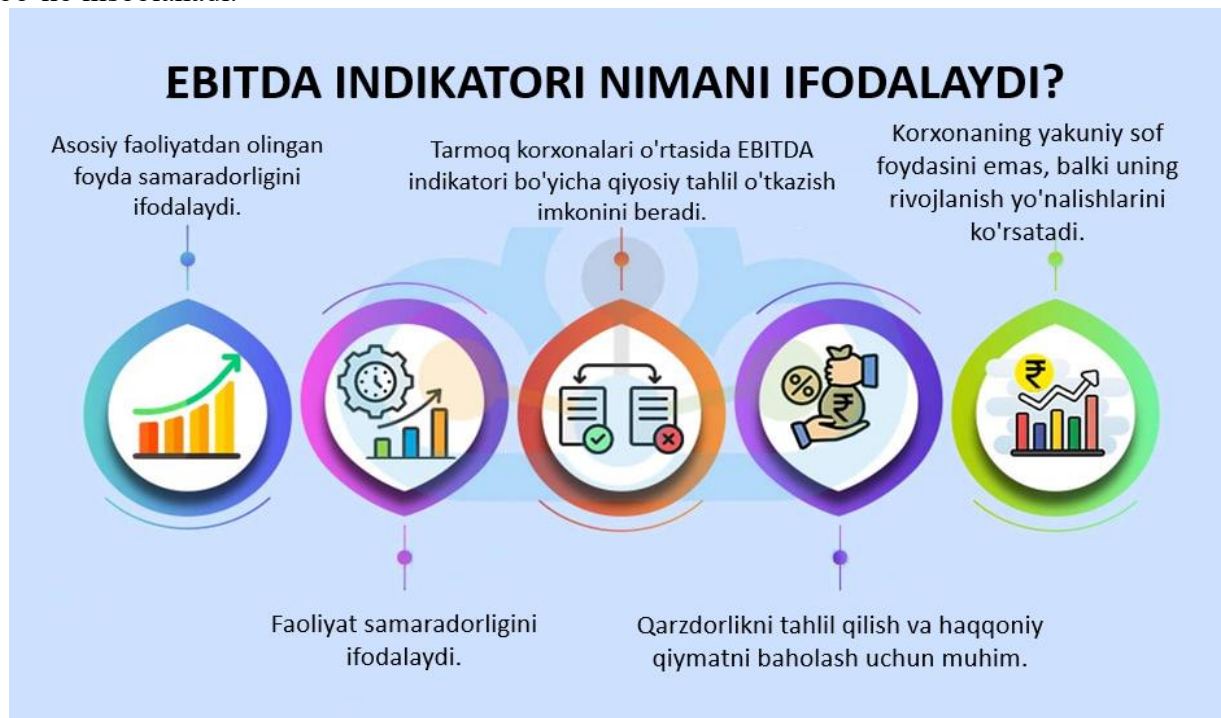 EBITDA INDIKATORI NIMANI IFODALAYDI?
Asosiy faoliyatdan olingan
foyda samaradorligini
ifodalaydi.
Tarmoq korxonalari o'rtasida EBITDA
indikatori bo'yicha qiyosiy tahlil o'tkazish
imkonini beradi.
Korxonaning yakuniy sof
foydasini emas, balki uning
rivojlanish yo'nalishlarini
ko'rsatadi.
%
₹
₹
Faoliyat samaradorligini
ifodalaydi.
Qarzdorlikni tahlil qilish va haqqoniy
qiymatni baholash uchun muhim.